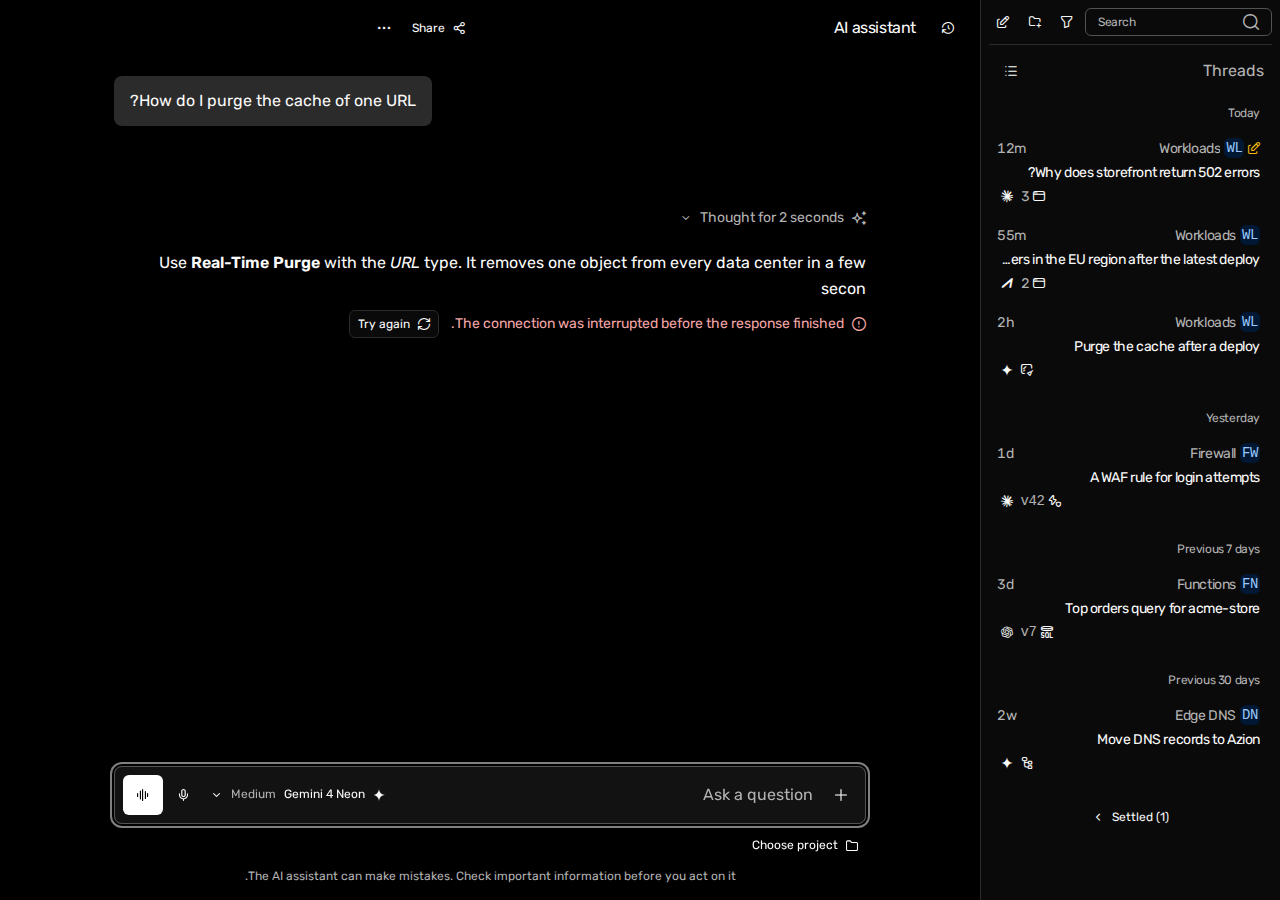 Search
Threads
Today
Workloads WL 12m
?Why does storefront return 502 errors
3
Workloads WL 55m
...ers in the EU region after the latest deploy
2
Workloads WL 2h
Purge the cache after a deploy
Yesterday
Firewall FW 1d
A WAF rule for login attempts
v42
Previous 7 days
Functions FN 3d
Top orders query for acme-store
v7
SQL
Previous 30 days
Edge DNS DN 2w
Move DNS records to Azion
Settled (1)
AI assistant
Share
?How do I purge the cache of one URL
Thought for 2 seconds
Use Real-Time Purge with the URL type. It removes one object from every data center in a few
secon
.The connection was interrupted before the response finished
Try again
Ask a question
Gemini 4 Neon Medium
Choose project
.The AI assistant can make mistakes. Check important information before you act on it